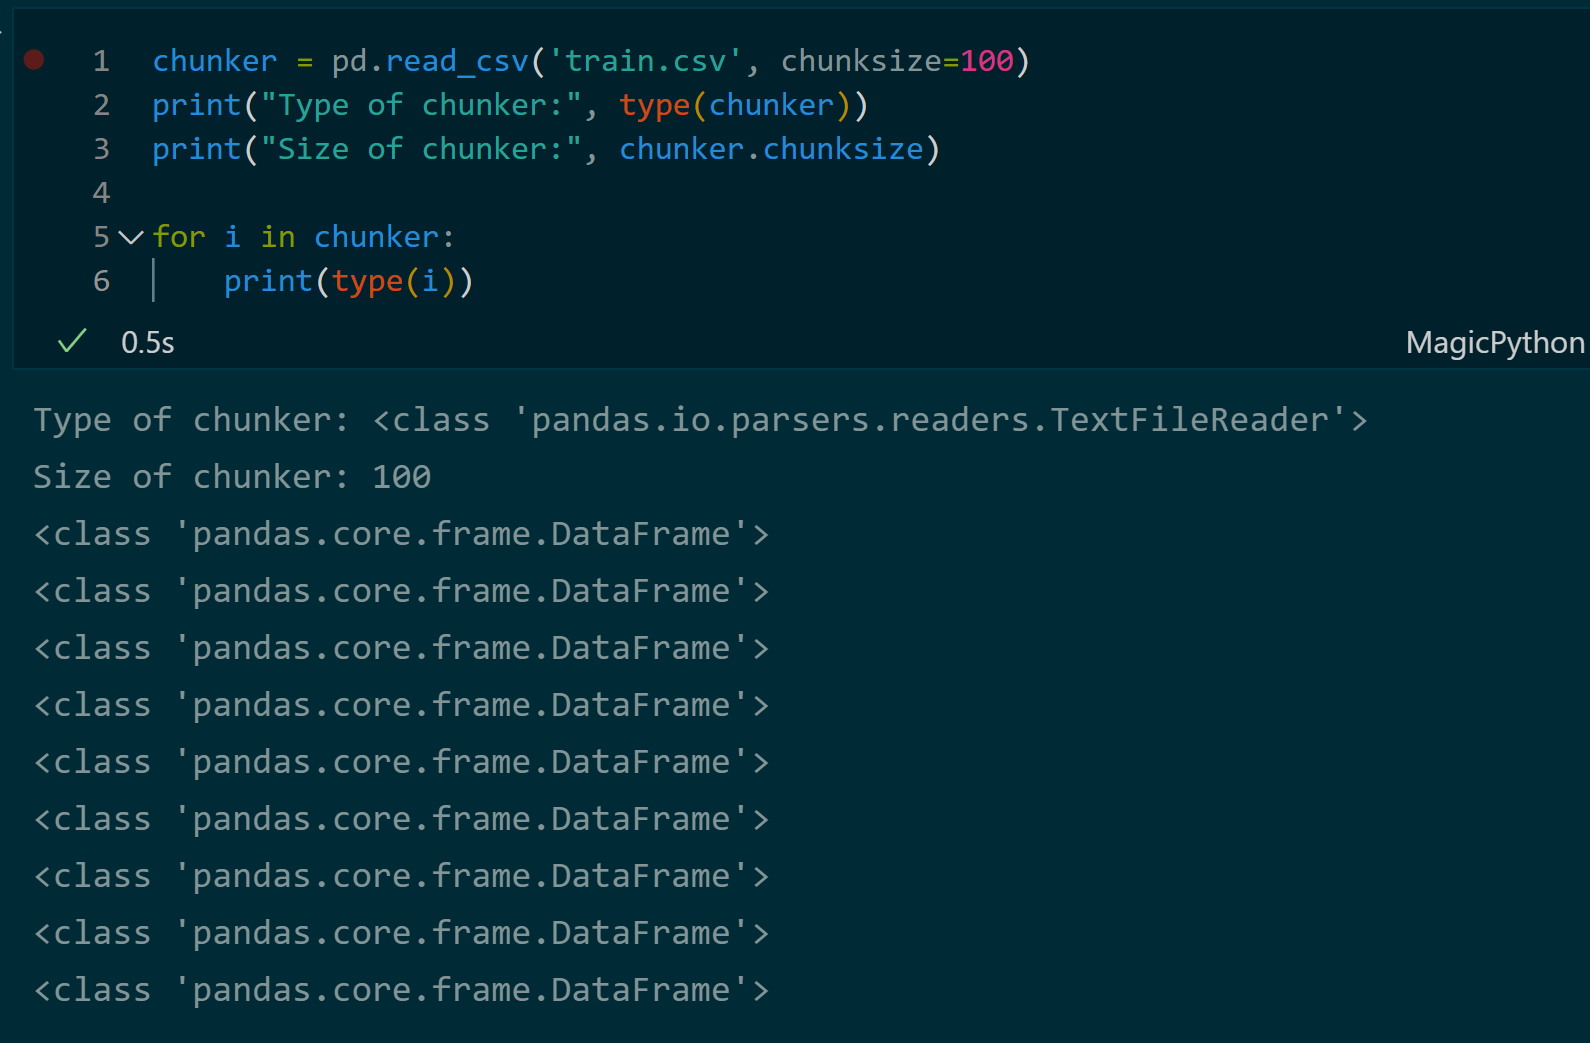 1 chunker = pd.read_csv('train.csv', chunksize=100)
2 print("Type of chunker:", type(chunker))
3 print("Size of chunker:", chunker.chunksize)
4
5 for i in chunker:
6     print(type(i))
0.5s MagicPython
Type of chunker: <class 'pandas.io.parsers.readers.TextFileReader'>
Size of chunker: 100
<class 'pandas.core.frame.DataFrame'>
<class 'pandas.core.frame.DataFrame'>
<class 'pandas.core.frame.DataFrame'>
<class 'pandas.core.frame.DataFrame'>
<class 'pandas.core.frame.DataFrame'>
<class 'pandas.core.frame.DataFrame'>
<class 'pandas.core.frame.DataFrame'>
<class 'pandas.core.frame.DataFrame'>
<class 'pandas.core.frame.DataFrame'>